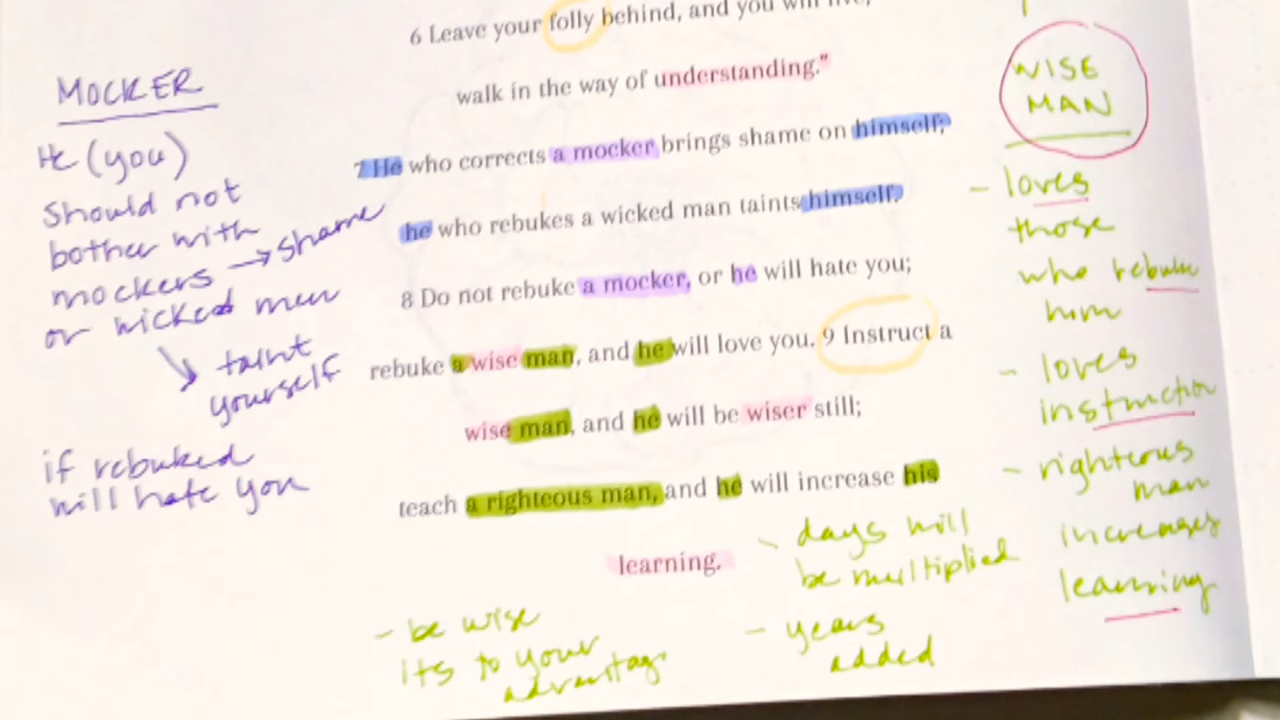 6 Leave your folly behind, and you will live,
walk in the way of understanding."
7 He who corrects a mocker brings shame on himself;
he who rebukes a wicked man taints himself,
8 Do not rebuke a mocker, or he will hate you;
rebuke a wise man, and he will love you. 9 Instruct a
wise man, and he will be wiser still;
teach a righteous man, and he will increase his
learning.
MOCKER
He (you)
should not
bother with
mockers → shame
or wicked men
↘ taint
yourself
if rebuked
will hate you
WISE
MAN
- loves
those
who rebuke
him
- loves
instruction
- righteous
man
increases
learning
- days will
be multiplied
- years
added
- be wise
its to your
advantage